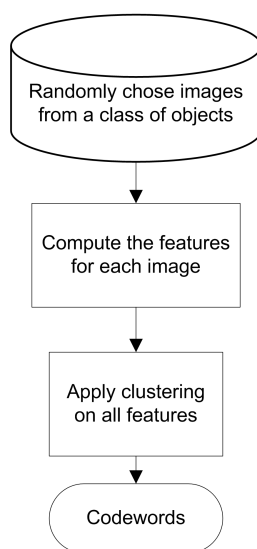 Randomly chose images
from a class of objects
Compute the features
for each image
Apply clustering
on all features
Codewords